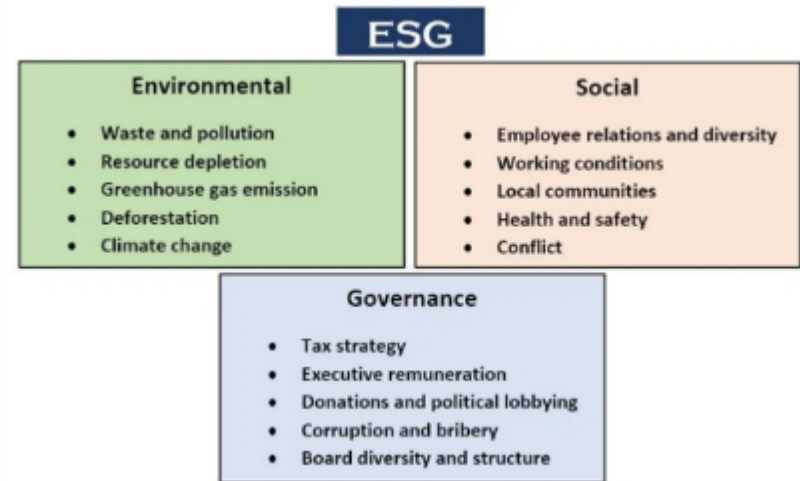 ESG
Environmental
• Waste and pollution
• Resource depletion
• Greenhouse gas emission
• Deforestation
• Climate change
Social
• Employee relations and diversity
• Working conditions
• Local communities
• Health and safety
• Conflict
Governance
• Tax strategy
• Executive remuneration
• Donations and political lobbying
• Corruption and bribery
• Board diversity and structure